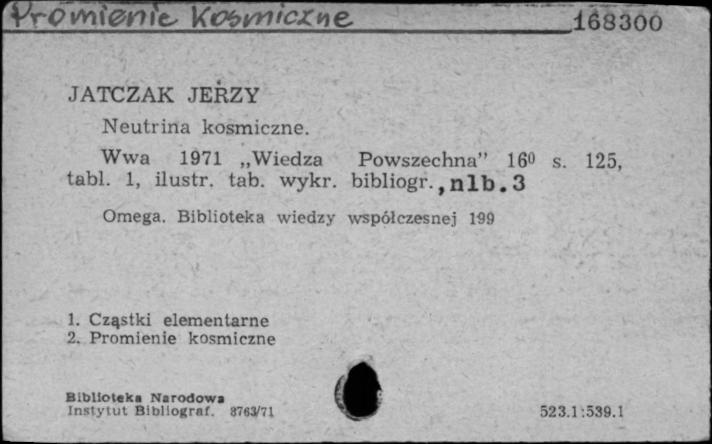 Promienie Kosmiczne
168300
JATCZAK JERZY
Neutrina kosmiczne.
Wwa 1971 „Wiedza Powszechna” 16⁰ s. 125,
tabl. 1, ilustr. tab. wykr. bibliogr., nlb. 3
Omega. Biblioteka wiedzy współczesnej 199
1. Cząstki elementarne
2. Promienie kosmiczne
Biblioteka Narodowa
Instytut Bibliograf. 8763/71
523.1:539.1